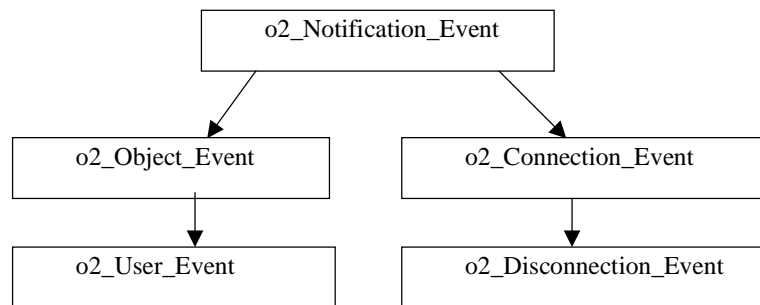 o2_Notification_Event
o2_Object_Event
o2_Connection_Event
o2_User_Event
o2_Disconnection_Event